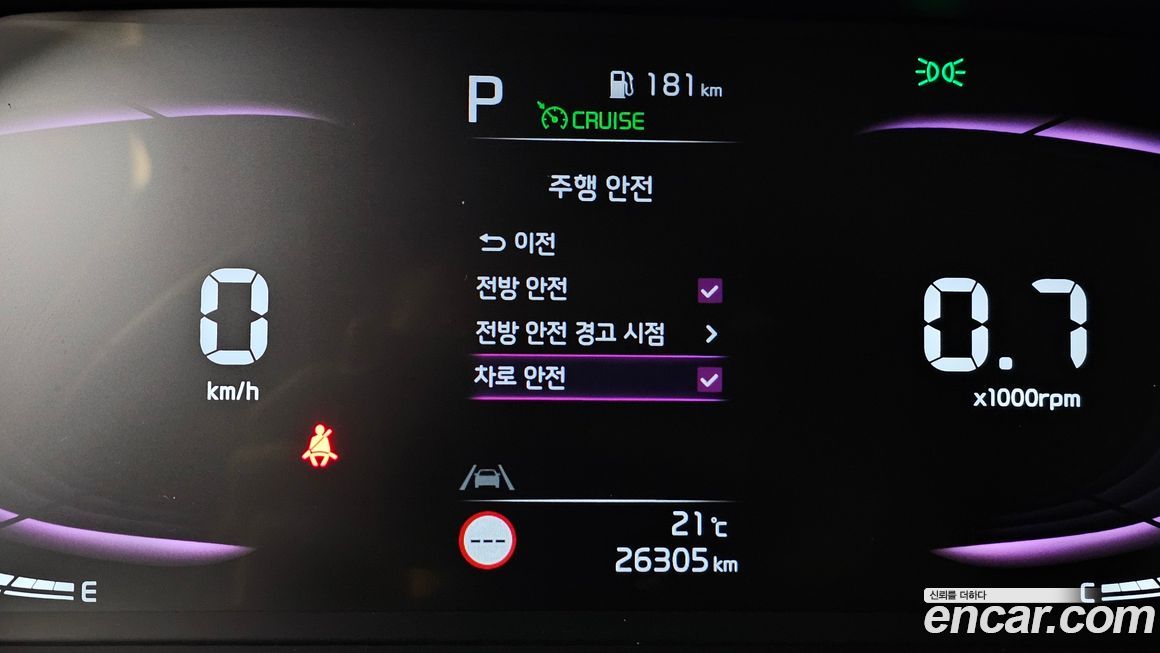 P
181 km
CRUISE
주행 안전
이전
전방 안전
전방 안전 경고 시점
차로 안전
0
km/h
0.7
x1000rpm
---
21℃
26305 km
E
C
신뢰를 더하다
encar.com